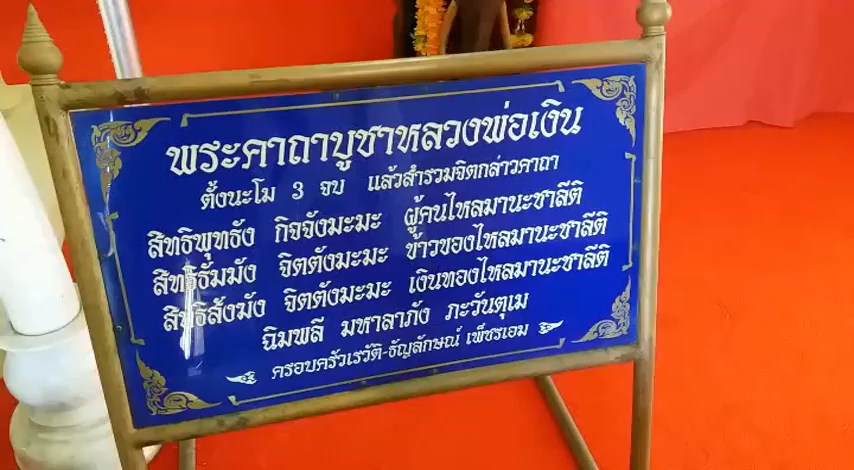 พระคาถาบูชาหลวงพ่อเงิน
ตั้งนะโม 3 จบ แล้วสำรวมจิตกล่าวคาถา
สิทธิพุทธัง กิจจังมะมะ ผู้คนไหลมานะชาลีติ
สิทธิธัมมัง จิตตังมะมะ ข้าวของไหลมานะชาลีติ
สิทธิสังฆัง จิตตังมะมะ เงินทองไหลมานะชาลีติ
ฉิมพลี มหาลาภัง ภะวันตุเม
ครอบครัวเรวัติ-ธัญลักษณ์ เพ็ชรเอม